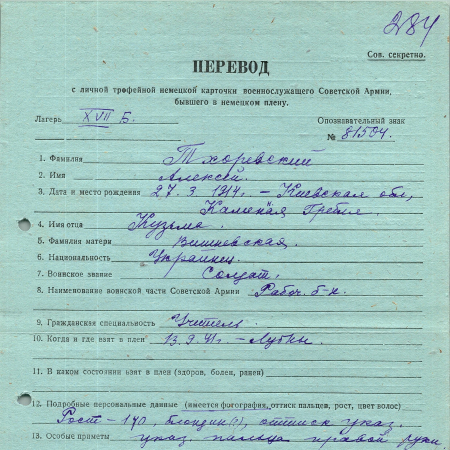 284
Сов. секретно.
ПЕРЕВОД
с личной трофейной немецкой карточки военнослужащего Советской Армии,
бывшего в немецком плену.
Лагерь XVII Б. Опознавательный знак
№ 81504.
1. Фамилия Тхоревский
2. Имя Алексей.
3. Дата и место рождения 27. 3. 1914. – Киевская обл,
Каменая Гребля.
4. Имя отца Кузьма.
5. Фамилия матери Вишневская.
6. Национальность Украинец.
7. Воинское звание Солдат.
8. Наименование воинской части Советской Армии Рабоч. б-н.
9. Гражданская специальность Учитель.
10. Когда и где взят в плен 13. 9. 41г. – Лубны.
11. В каком состоянии взят в плен (здоров, болен, ранен)
12. Подробные персональные данные (имеется фотография, оттиск пальцев, рост, цвет волос)
Рост – 170, блондин(?), оттиск указ.
13. Особые приметы указ. пальца правой руки